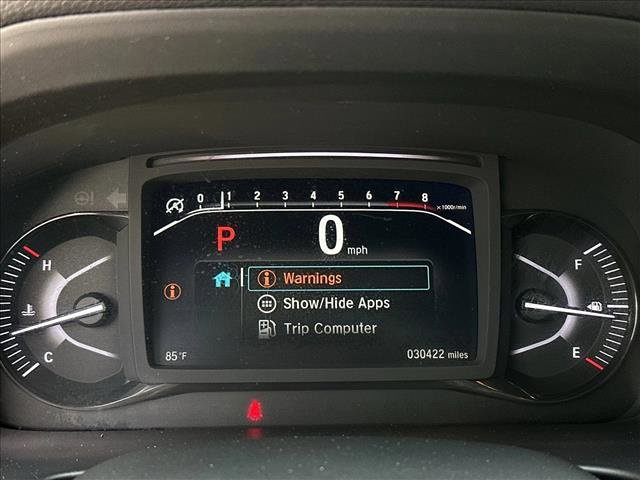 0 1 2 3 4 5 6 7 8 x1000r/min
P 0 mph
H
F
Warnings
Show/Hide Apps
Trip Computer
C
E
85°F
030422 miles